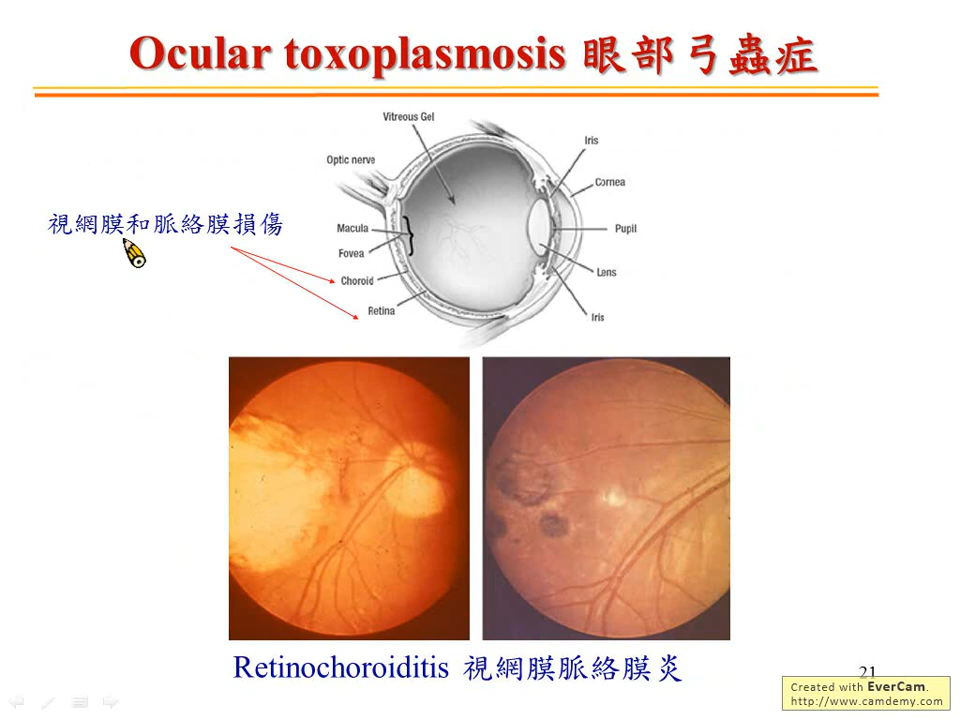 Ocular toxoplasmosis 眼部弓蟲症
Vitreous Gel
Optic nerve
Iris
Cornea
視網膜和脈絡膜損傷
Macula
Pupil
Fovea
Choroid
Lens
Retina
Iris
Retinochoroiditis 視網膜脈絡膜炎
21
Created with EverCam.
http://www.camdemy.com